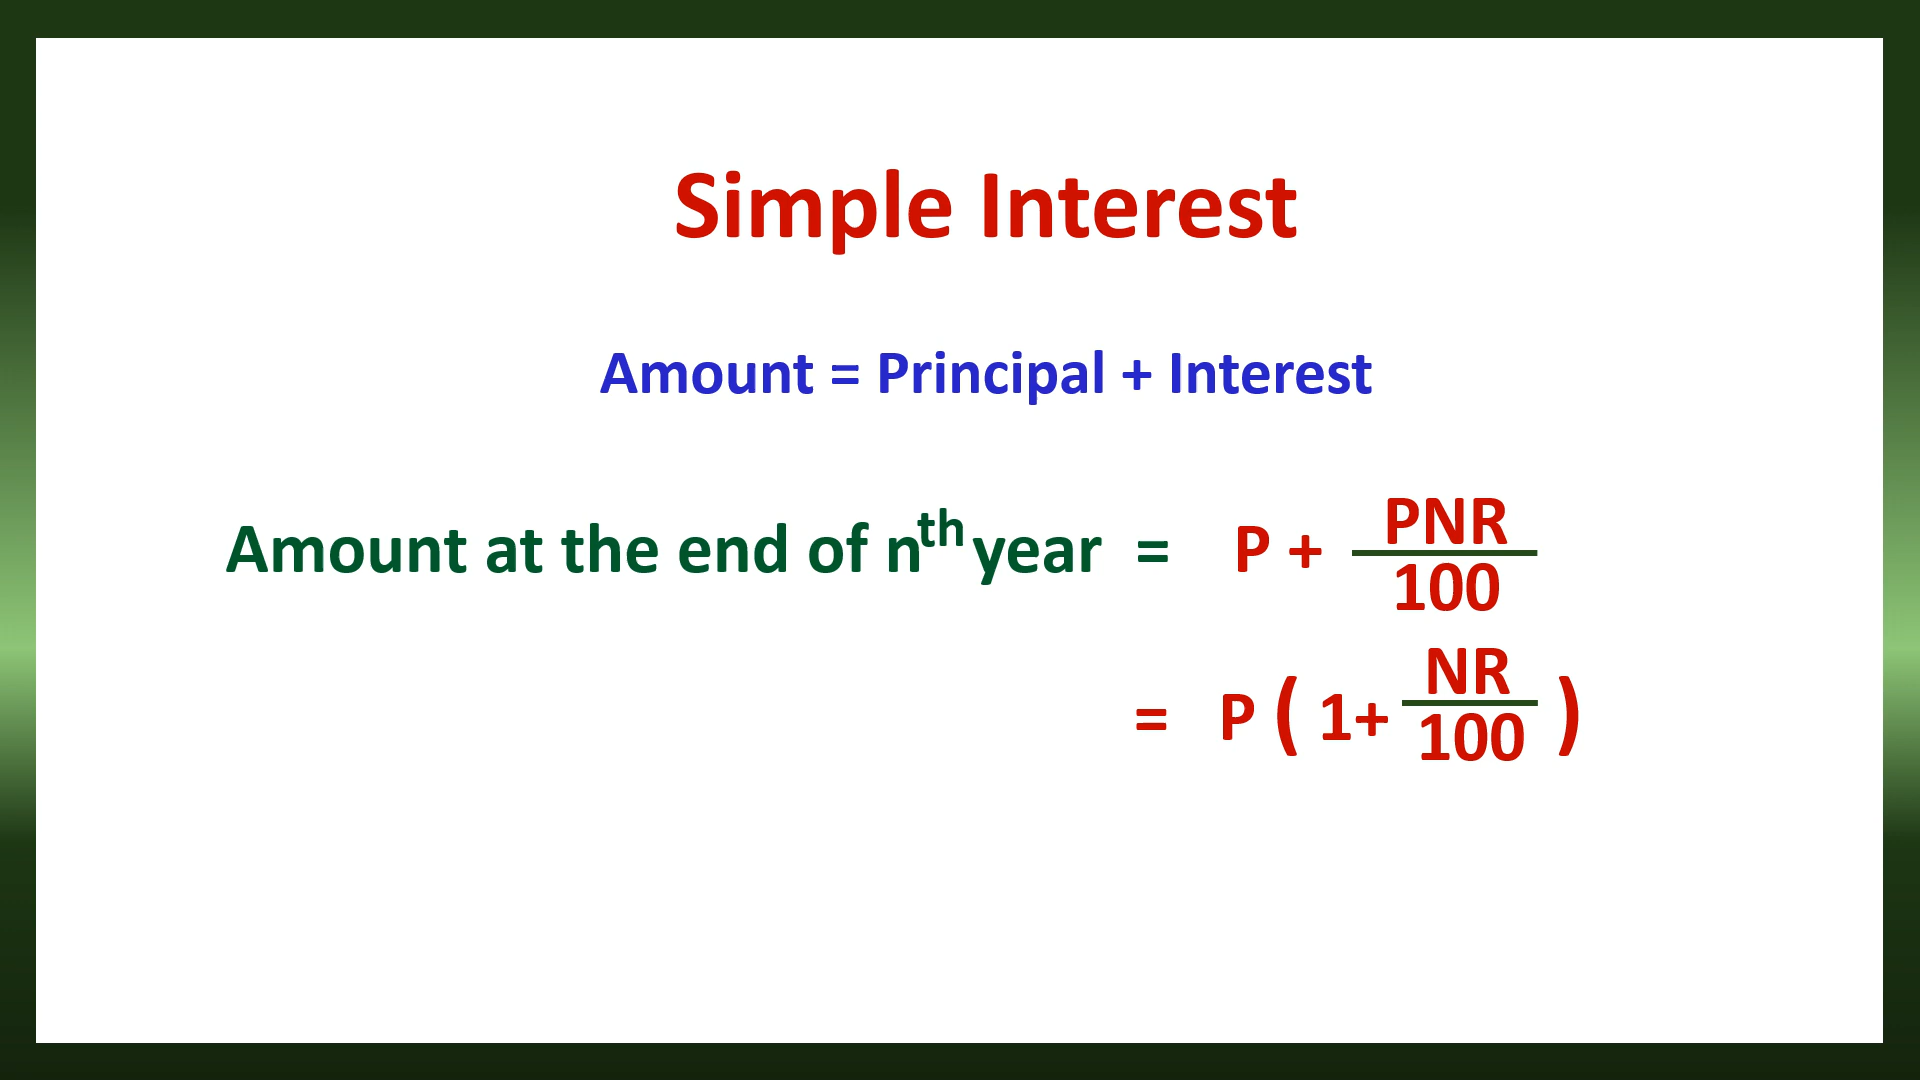 Simple Interest
Amount = Principal + Interest
Amount at the end of nth year = P + PNR/100
= P ( 1+ NR/100 )